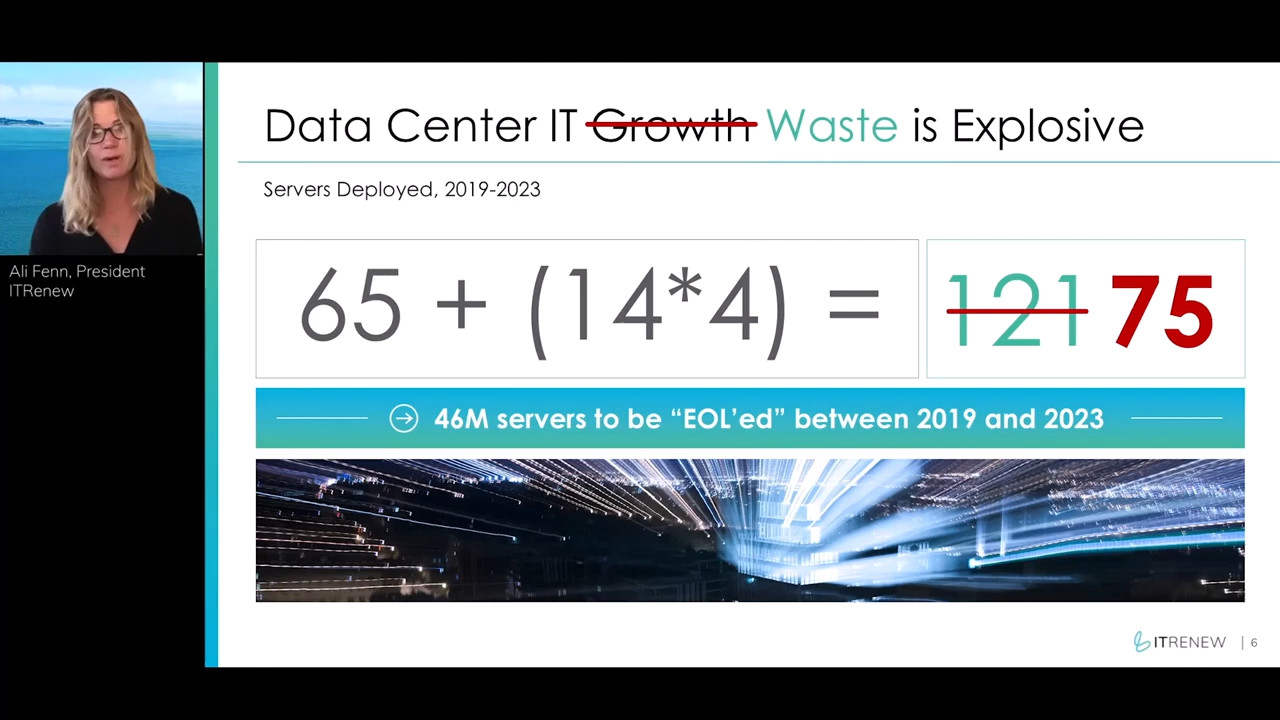 Data Center IT Growth Waste is Explosive
Servers Deployed, 2019-2023
65 + (14*4) = 121 75
46M servers to be “EOL’ed” between 2019 and 2023
Ali Fenn, President
ITRenew
ITRENEW | 6